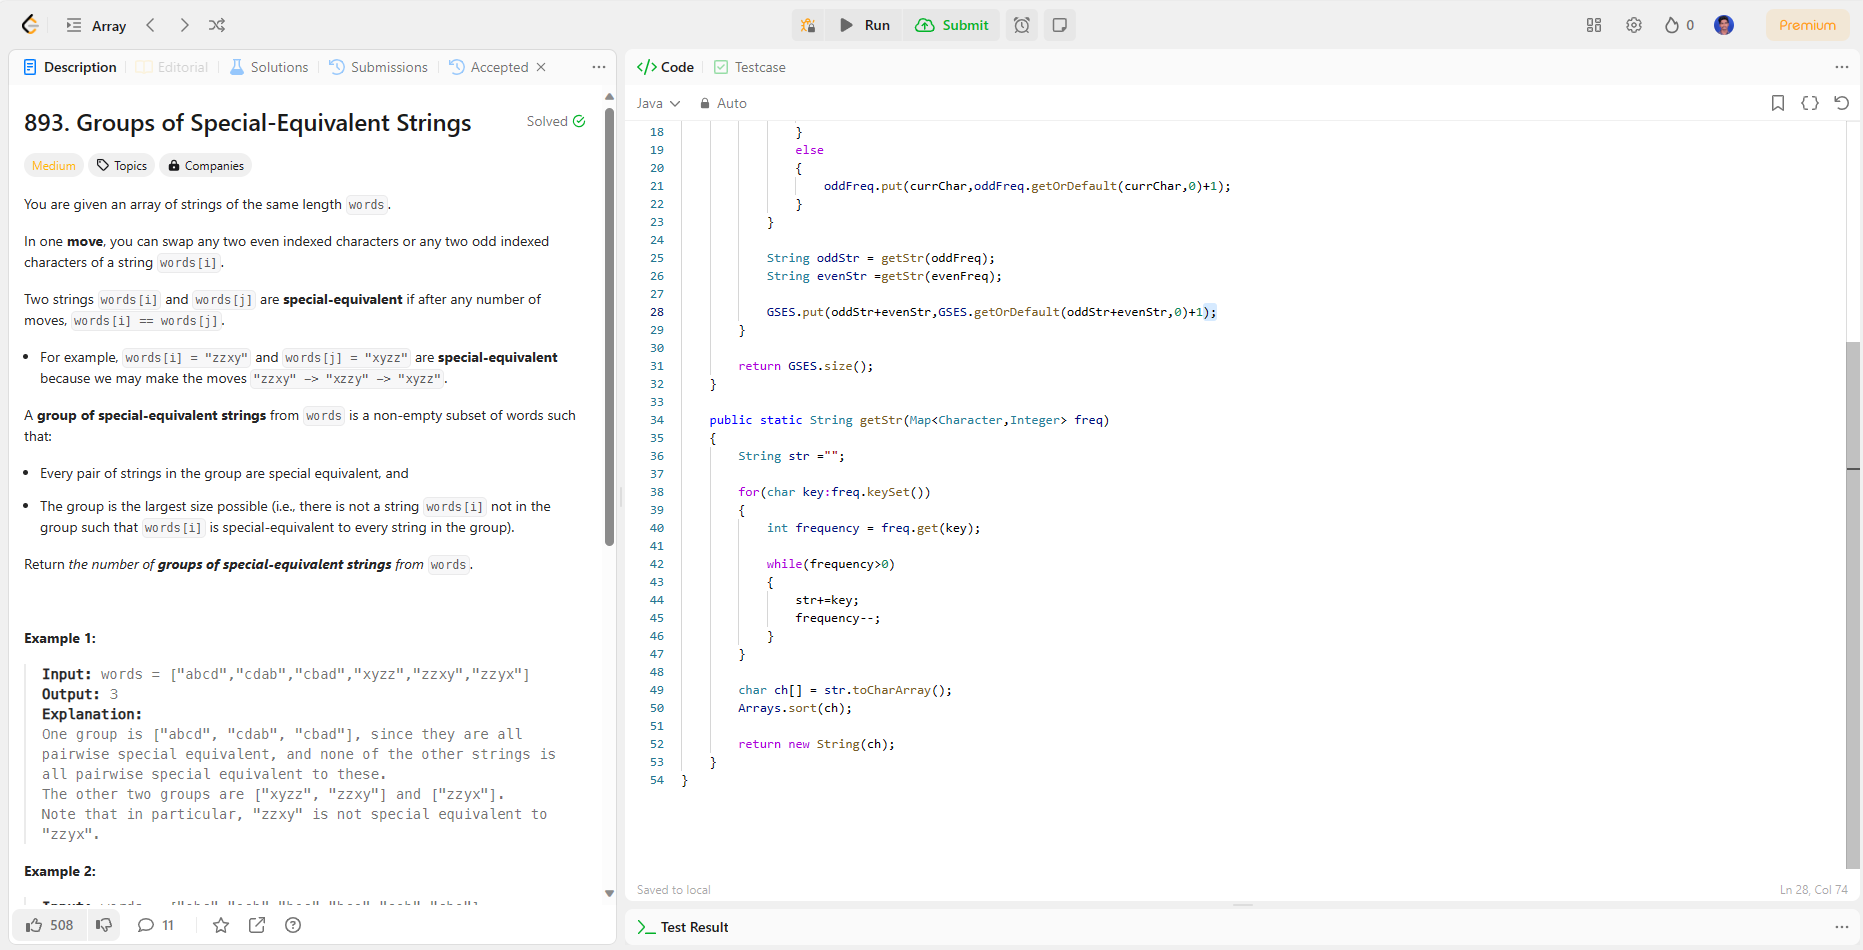 Array
Run
Submit
0
Premium
Description
Editorial
Solutions
Submissions
Accepted
893. Groups of Special-Equivalent Strings
Solved
Medium
Topics
Companies
You are given an array of strings of the same length words.
In one move, you can swap any two even indexed characters or any two odd indexed
characters of a string words[i].
Two strings words[i] and words[j] are special-equivalent if after any number of
moves, words[i] == words[j].
• For example, words[i] = "zzxy" and words[j] = "xyzz" are special-equivalent
because we may make the moves "zzxy" -> "xzzy" -> "xyzz".
A group of special-equivalent strings from words is a non-empty subset of words such
that:
• Every pair of strings in the group are special equivalent, and
• The group is the largest size possible (i.e., there is not a string words[i] not in the
group such that words[i] is special-equivalent to every string in the group).
Return the number of groups of special-equivalent strings from words.
Example 1:
Input: words = ["abcd","cdab","cbad","xyzz","zzxy","zzyx"]
Output: 3
Explanation:
One group is ["abcd", "cdab", "cbad"], since they are all
pairwise special equivalent, and none of the other strings is
all pairwise special equivalent to these.
The other two groups are ["xyzz", "zzxy"] and ["zzyx"].
Note that in particular, "zzxy" is not special equivalent to
"zzyx".
Example 2:
508
11
Code
Testcase
Java
Auto
18 }
19 else
20 {
21 oddFreq.put(currChar,oddFreq.getOrDefault(currChar,0)+1);
22 }
23 }
24
25 String oddStr = getStr(oddFreq);
26 String evenStr =getStr(evenFreq);
27
28 GSES.put(oddStr+evenStr,GSES.getOrDefault(oddStr+evenStr,0)+1);
29 }
30
31 return GSES.size();
32 }
33
34 public static String getStr(Map<Character,Integer> freq)
35 {
36 String str ="";
37
38 for(char key:freq.keySet())
39 {
40 int frequency = freq.get(key);
41
42 while(frequency>0)
43 {
44 str+=key;
45 frequency--;
46 }
47 }
48
49 char ch[] = str.toCharArray();
50 Arrays.sort(ch);
51
52 return new String(ch);
53 }
54 }
Saved to local
Ln 28, Col 74
Test Result